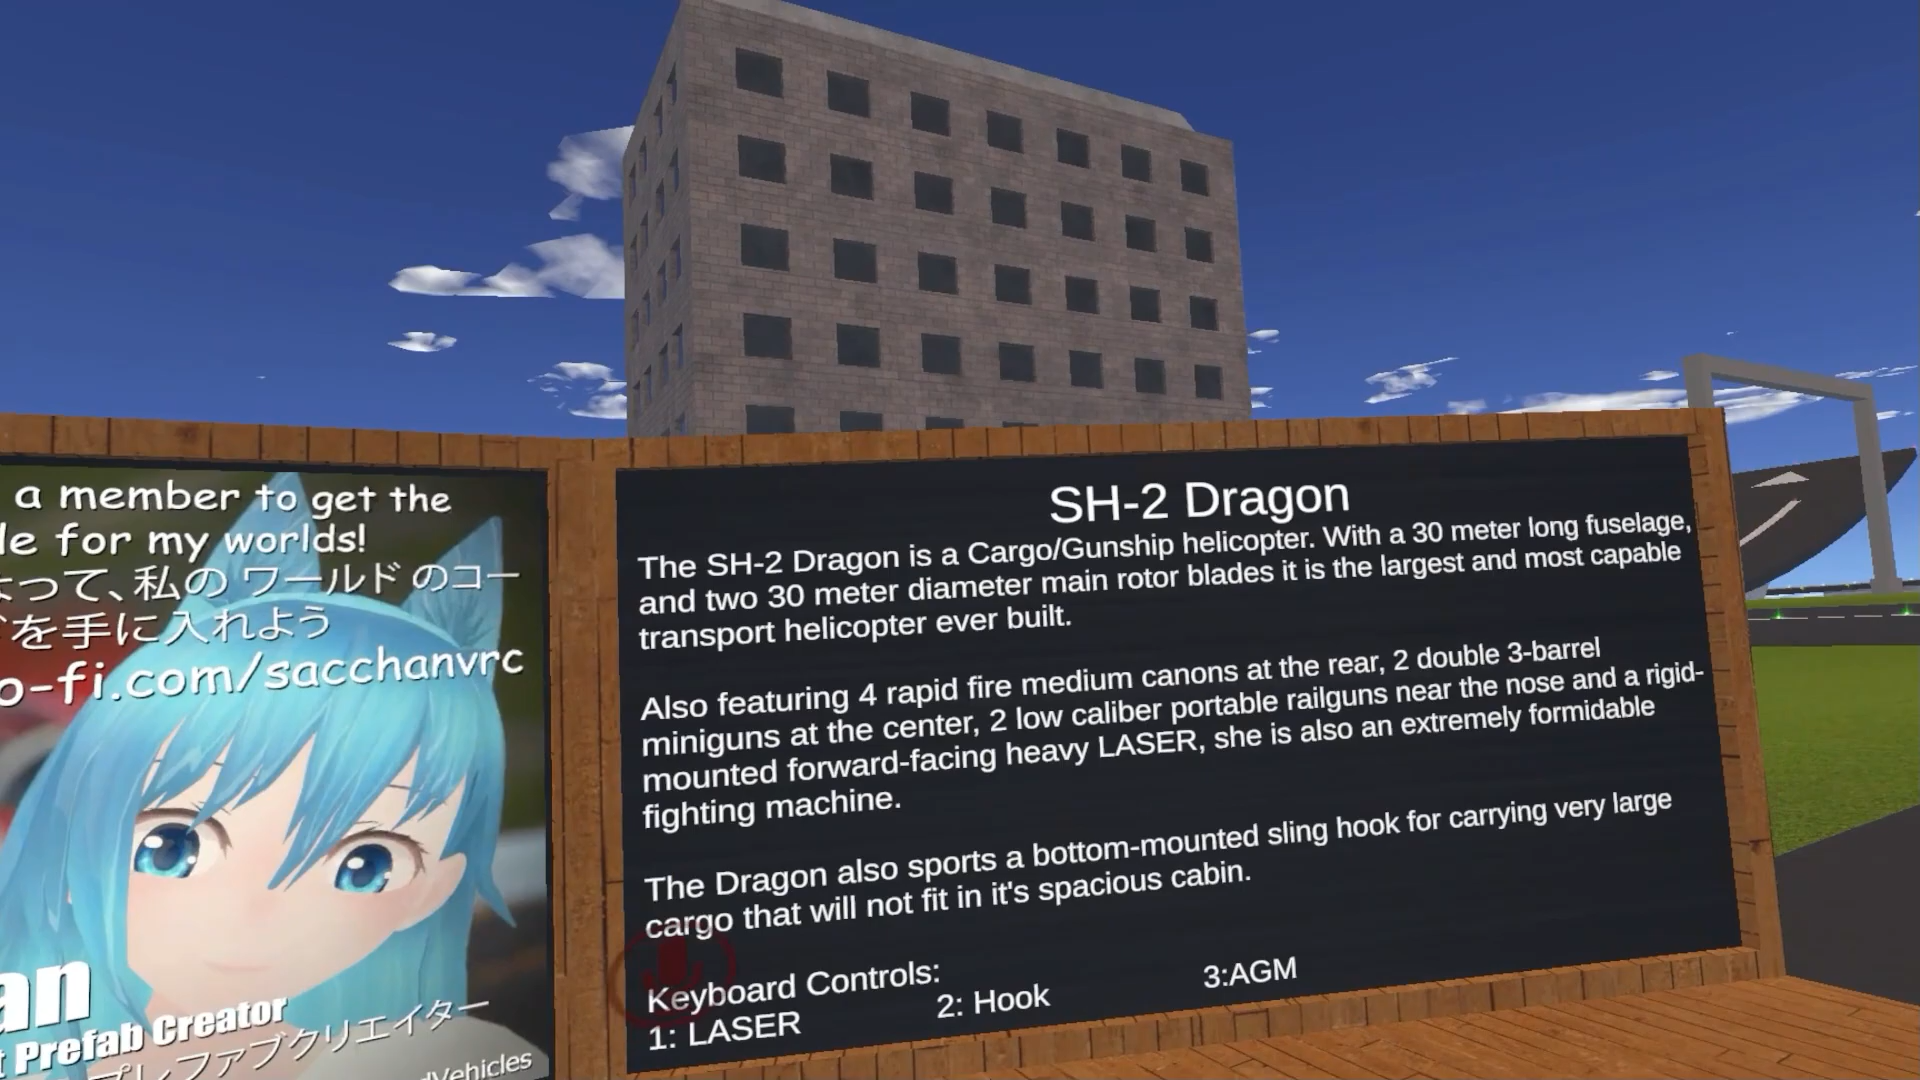 a member to get the
for my worlds!
って、私の ワールド のコー
を手に入れよう
o-fi.com/sacchanvrc
an
Prefab Creator
プレファブクリエイター
Vehicles
SH-2 Dragon
The SH-2 Dragon is a Cargo/Gunship helicopter. With a 30 meter long fuselage,
and two 30 meter diameter main rotor blades it is the largest and most capable
transport helicopter ever built.
Also featuring 4 rapid fire medium canons at the rear, 2 double 3-barrel
miniguns at the center, 2 low caliber portable railguns near the nose and a rigid-
mounted forward-facing heavy LASER, she is also an extremely formidable
fighting machine.
The Dragon also sports a bottom-mounted sling hook for carrying very large
cargo that will not fit in it's spacious cabin.
Keyboard Controls:
1: LASER 2: Hook 3:AGM